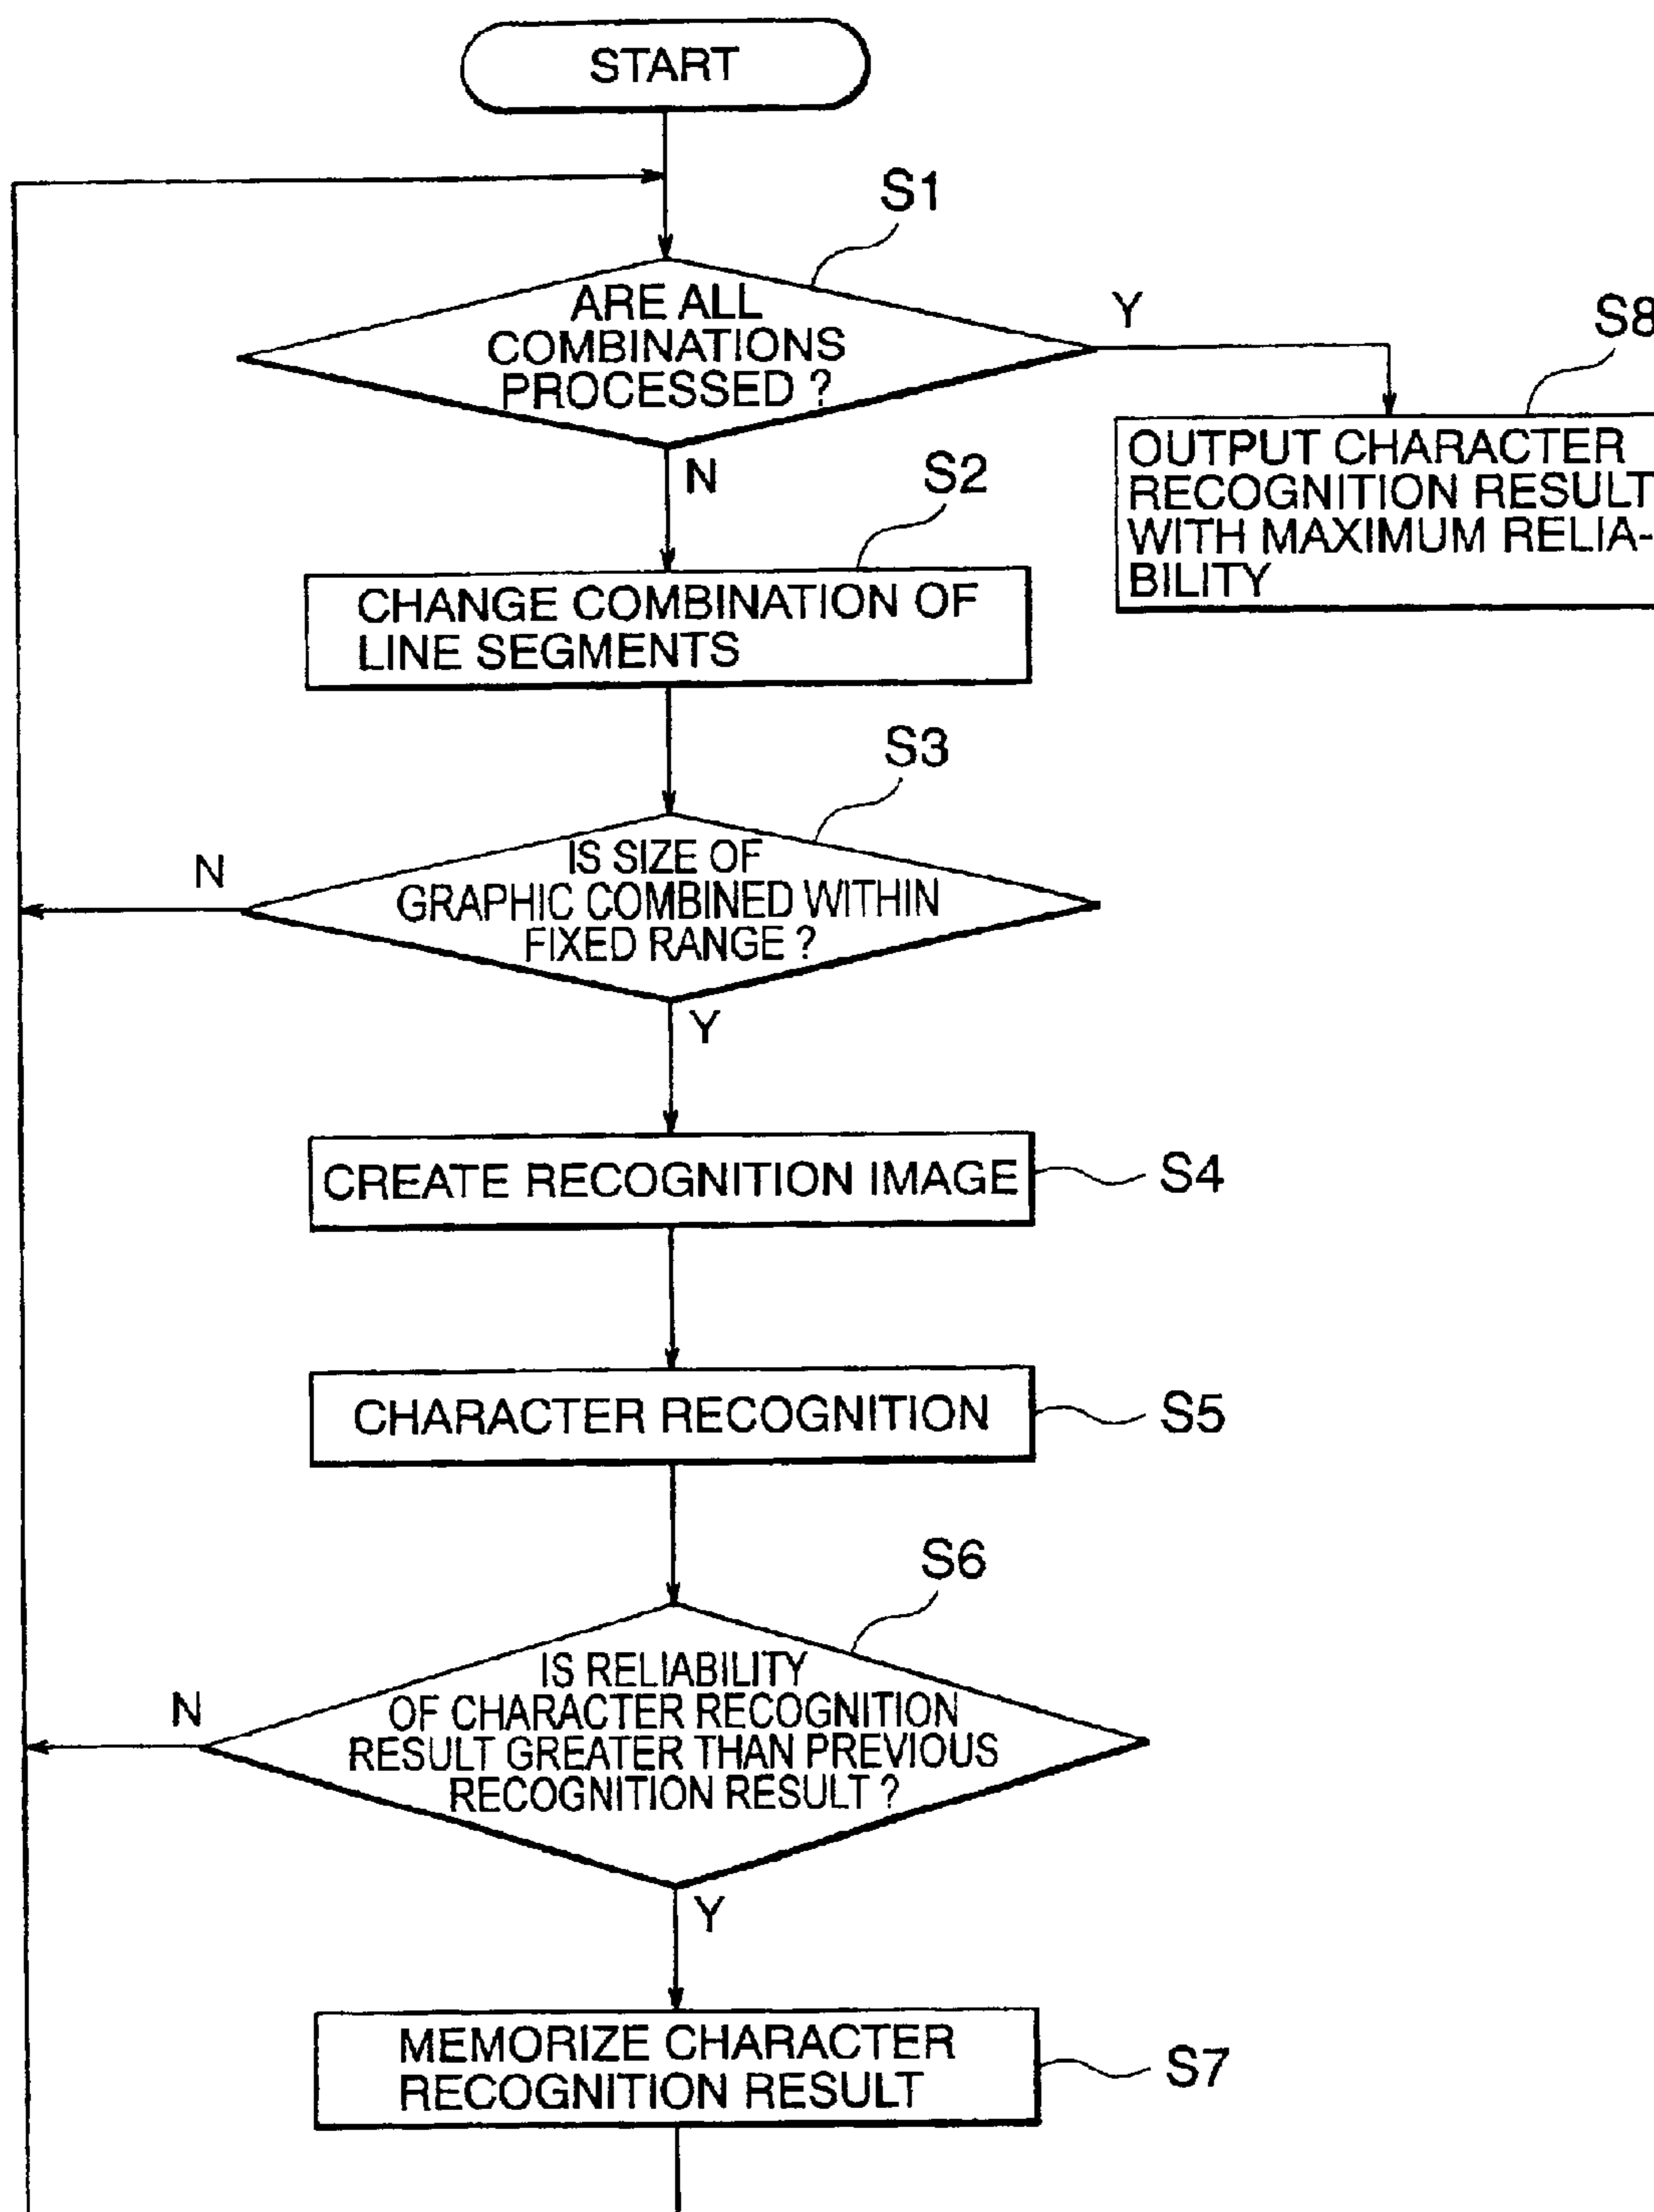 START
S1
ARE ALL
COMBINATIONS
PROCESSED ?
Y
S8
OUTPUT CHARACTER
RECOGNITION RESULT
WITH MAXIMUM RELIA-
BILITY
N
S2
CHANGE COMBINATION OF
LINE SEGMENTS
S3
IS SIZE OF
GRAPHIC COMBINED WITHIN
FIXED RANGE ?
N
Y
CREATE RECOGNITION IMAGE
S4
CHARACTER RECOGNITION
S5
S6
IS RELIABILITY
OF CHARACTER RECOGNITION
RESULT GREATER THAN PREVIOUS
RECOGNITION RESULT ?
N
Y
MEMORIZE CHARACTER
RECOGNITION RESULT
S7